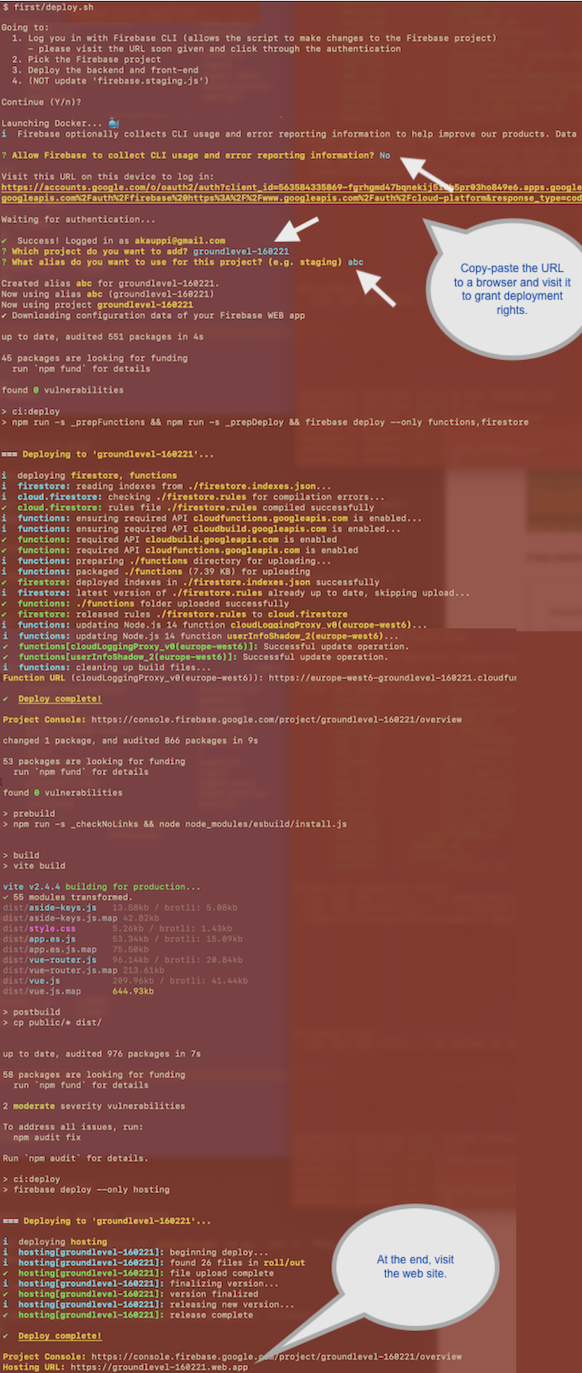 $ first/deploy.sh
Going to:
1. Log you in with Firebase CLI (allows the script to make changes to the Firebase project)
– please visit the URL soon given and click through the authentication
2. Pick the Firebase project
3. Deploy the backend and front-end
4. (NOT update 'firebase.staging.js')
Continue (Y/n)?
Launching Docker... 🐳
i  Firebase optionally collects CLI usage and error reporting information to help improve our products. Data
? Allow Firebase to collect CLI usage and error reporting information? No
Visit this URL on this device to log in:
https://accounts.google.com/o/oauth2/auth?client_id=563584335869-fgrhgmd47bqnekij5i8b5pr03ho849e6.apps.google
googleapis.com%2Fauth%2Ffirebase%20https%3A%2F%2Fwww.googleapis.com%2Fauth%2Fcloud-platform&response_type=cod
Waiting for authentication...
✔  Success! Logged in as akauppi@gmail.com
? Which project do you want to add? groundlevel-160221
? What alias do you want to use for this project? (e.g. staging) abc
Copy-paste the URL
to a browser and visit it
to grant deployment
rights.
Created alias abc for groundlevel-160221.
Now using alias abc (groundlevel-160221)
Now using project groundlevel-160221
✔ Downloading configuration data of your Firebase WEB app
up to date, audited 551 packages in 4s
45 packages are looking for funding
run `npm fund` for details
found 0 vulnerabilities
> ci:deploy
> npm run -s _prepFunctions && npm run -s _prepDeploy && firebase deploy --only functions,firestore
=== Deploying to 'groundlevel-160221'...
i  deploying firestore, functions
i  firestore: reading indexes from ./firestore.indexes.json...
i  cloud.firestore: checking ./firestore.rules for compilation errors...
✔  cloud.firestore: rules file ./firestore.rules compiled successfully
i  functions: ensuring required API cloudfunctions.googleapis.com is enabled...
i  functions: ensuring required API cloudbuild.googleapis.com is enabled...
✔  functions: required API cloudbuild.googleapis.com is enabled
✔  functions: required API cloudfunctions.googleapis.com is enabled
i  functions: preparing ./functions directory for uploading...
i  functions: packaged ./functions (7.39 KB) for uploading
✔  firestore: deployed indexes in ./firestore.indexes.json successfully
i  firestore: latest version of ./firestore.rules already up to date, skipping upload...
✔  functions: ./functions folder uploaded successfully
✔  firestore: released rules ./firestore.rules to cloud.firestore
i  functions: updating Node.js 14 function cloudLoggingProxy_v0(europe-west6)...
i  functions: updating Node.js 14 function userInfoShadow_2(europe-west6)...
✔  functions[cloudLoggingProxy_v0(europe-west6)]: Successful update operation.
✔  functions[userInfoShadow_2(europe-west6)]: Successful update operation.
i  functions: cleaning up build files...
Function URL (cloudLoggingProxy_v0(europe-west6)): https://europe-west6-groundlevel-160221.cloudfu
✔  Deploy complete!
Project Console: https://console.firebase.google.com/project/groundlevel-160221/overview
changed 1 package, and audited 866 packages in 9s
53 packages are looking for funding
run `npm fund` for details
found 0 vulnerabilities
> prebuild
> npm run -s _checkNoLinks && node node_modules/esbuild/install.js
> build
> vite build
vite v2.4.4 building for production...
✓ 55 modules transformed.
dist/aside-keys.js   13.58kb / brotli: 5.08kb
dist/aside-keys.js.map 42.82kb
dist/style.css       5.26kb / brotli: 1.43kb
dist/app.es.js       53.34kb / brotli: 15.09kb
dist/app.es.js.map   75.50kb
dist/vue-router.js   96.14kb / brotli: 20.84kb
dist/vue-router.js.map 213.61kb
dist/vue.js          209.96kb / brotli: 41.44kb
dist/vue.js.map      644.93kb
> postbuild
> cp public/* dist/
up to date, audited 976 packages in 7s
58 packages are looking for funding
run `npm fund` for details
2 moderate severity vulnerabilities
To address all issues, run:
npm audit fix
Run `npm audit` for details.
> ci:deploy
> firebase deploy --only hosting
=== Deploying to 'groundlevel-160221'...
i  deploying hosting
i  hosting[groundlevel-160221]: beginning deploy...
i  hosting[groundlevel-160221]: found 26 files in roll/out
✔  hosting[groundlevel-160221]: file upload complete
i  hosting[groundlevel-160221]: finalizing version...
✔  hosting[groundlevel-160221]: version finalized
i  hosting[groundlevel-160221]: releasing new version...
✔  hosting[groundlevel-160221]: release complete
At the end, visit
the web site.
✔  Deploy complete!
Project Console: https://console.firebase.google.com/project/groundlevel-160221/overview
Hosting URL: https://groundlevel-160221.web.app